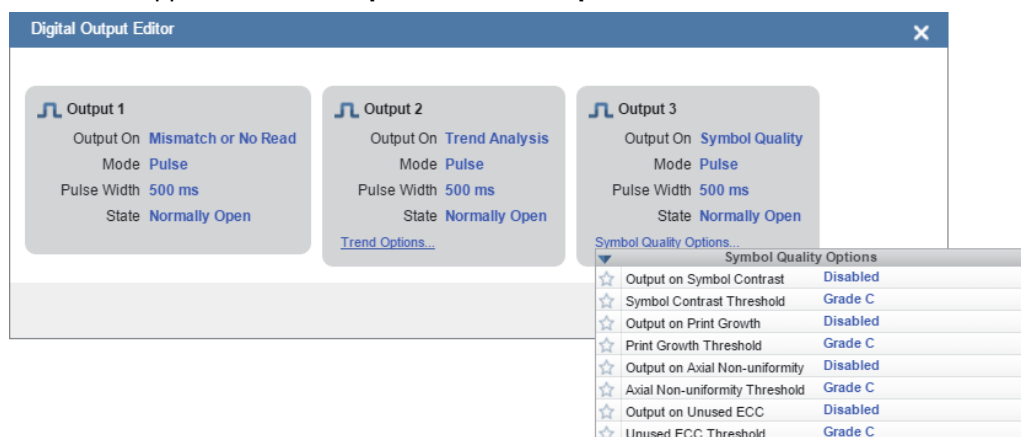 Digital Output Editor
Output 1
Output On Mismatch or No Read
Mode Pulse
Pulse Width 500 ms
State Normally Open
Output 2
Output On Trend Analysis
Mode Pulse
Pulse Width 500 ms
State Normally Open
Trend Options...
Output 3
Output On Symbol Quality
Mode Pulse
Pulse Width 500 ms
State Normally Open
Symbol Quality Options...
Symbol Quality Options
Output on Symbol Contrast Disabled
Symbol Contrast Threshold Grade C
Output on Print Growth Disabled
Print Growth Threshold Grade C
Output on Axial Non-uniformity Disabled
Axial Non-uniformity Threshold Grade C
Output on Unused ECC Disabled
Unused ECC Threshold Grade C